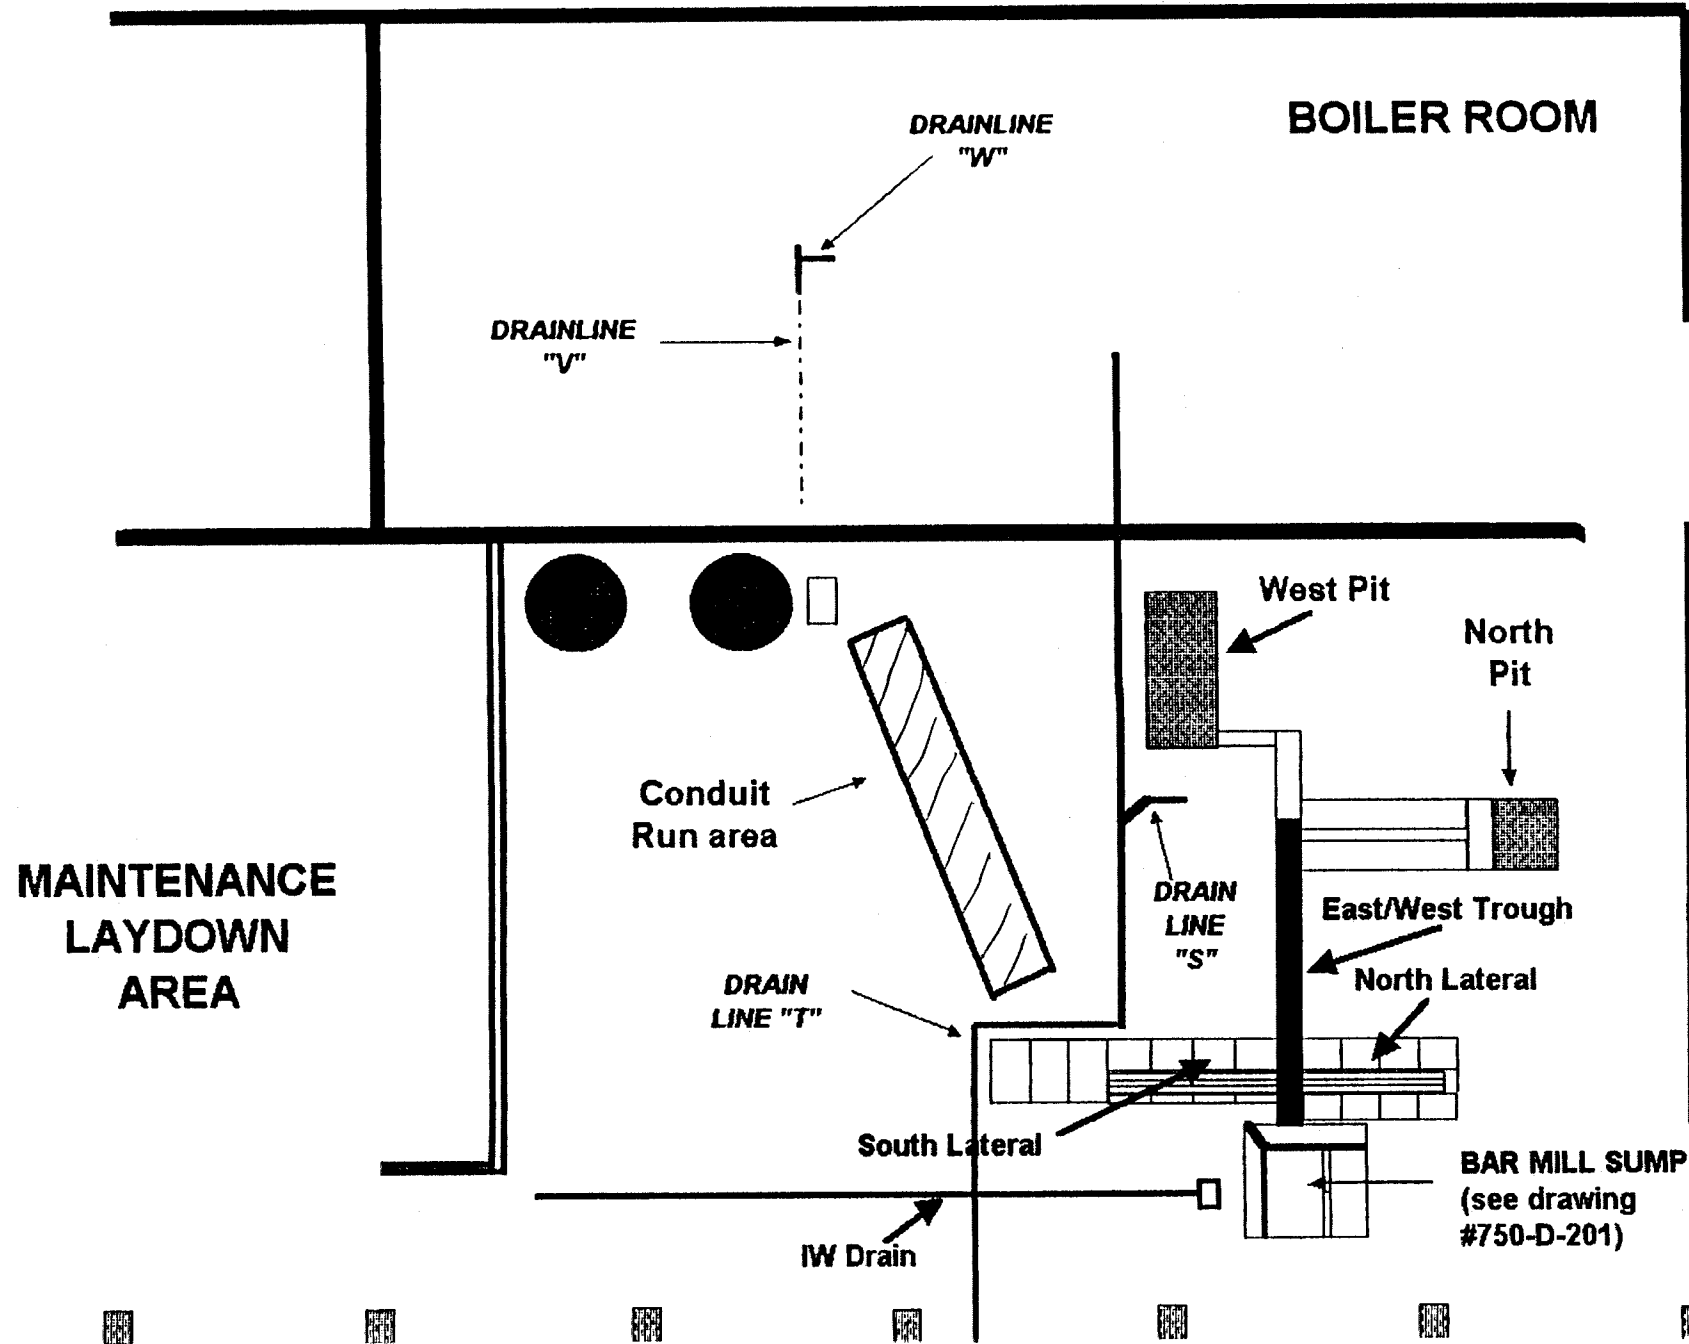 BOILER ROOM
DRAINLINE
"W"
DRAINLINE
"V"
West Pit
North
Pit
Conduit
Run area
MAINTENANCE
LAYDOWN
AREA
DRAIN
LINE
"S"
East/West Trough
North Lateral
DRAIN
LINE "T"
South Lateral
BAR MILL SUMP
(see drawing
#750-D-201)
IW Drain